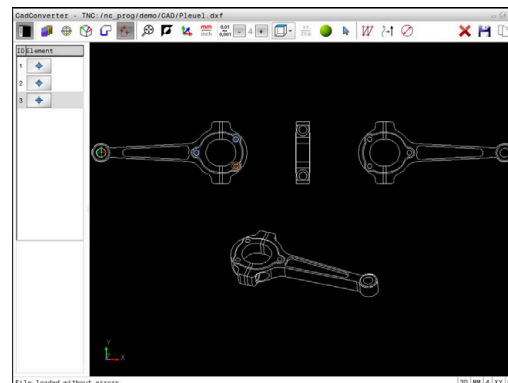 CadConverter - TNC:/nc_prog/demo/CAD/Pleuel.dxf
mm
inch
0.01
0,001
4
ID Element
1
2
3
Y
X
File loaded without errors
3D MM 4 XY